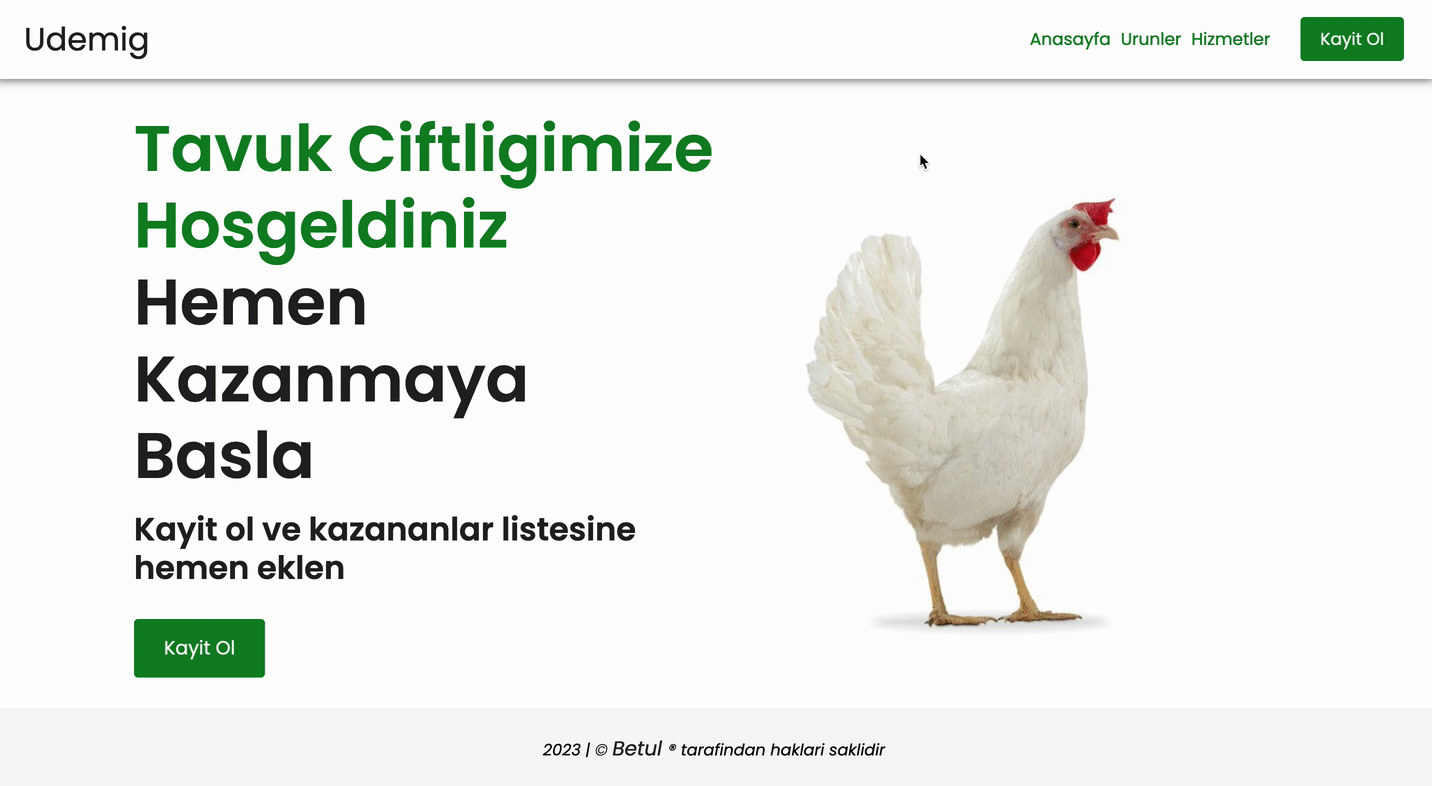 Udemig
Anasayfa Urunler Hizmetler Kayit Ol
Tavuk Ciftligimize
Hosgeldiniz
Hemen
Kazanmaya
Basla
Kayit ol ve kazananlar listesine
hemen eklen
Kayit Ol
2023 | © Betul ® tarafindan haklari saklidir